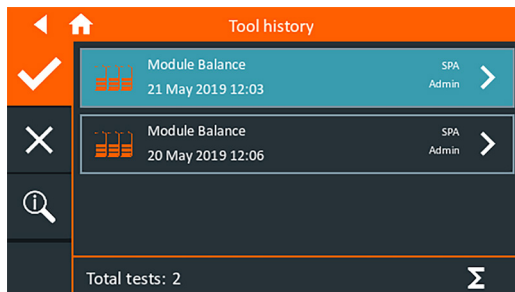 Tool history
Module Balance
SPA
21 May 2019 12:03
Admin
Module Balance
SPA
20 May 2019 12:06
Admin
Total tests: 2
Σ